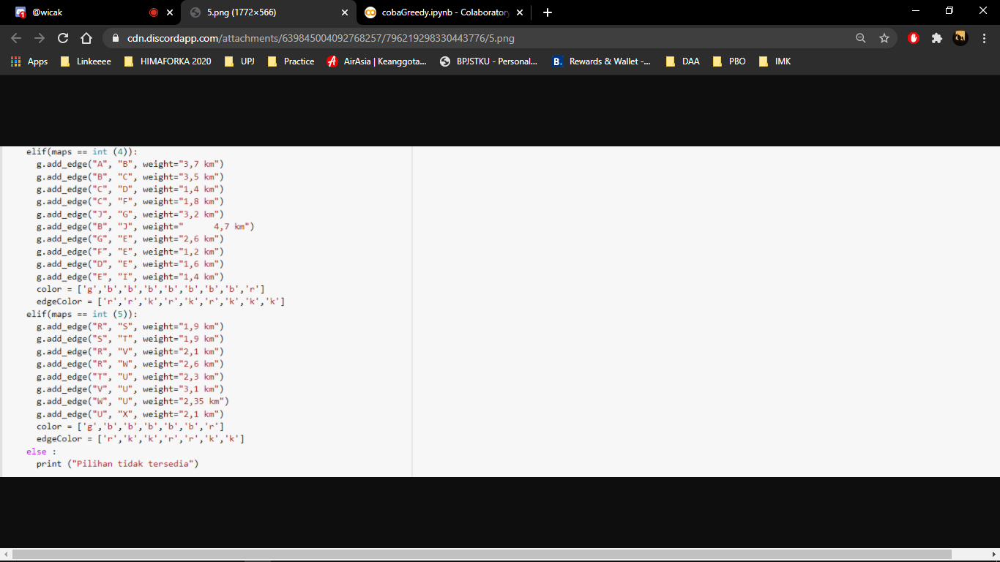 @wicak
5.png (1772×566)
cobaGreedy.ipynb - Colaboratory
cdn.discordapp.com/attachments/639845004092768257/796219298330443776/5.png
Apps Linkeeee HIMAFORKA 2020 UPJ Practice AirAsia | Keanggota... BPJSTKU - Personal... B. Rewards & Wallet -... DAA PBO IMK
elif(maps == int (4)):
g.add_edge("A", "B", weight="3,7 km")
g.add_edge("B", "C", weight="3,5 km")
g.add_edge("C", "D", weight="1,4 km")
g.add_edge("C", "F", weight="1,8 km")
g.add_edge("J", "G", weight="3,2 km")
g.add_edge("B", "J", weight="      4,7 km")
g.add_edge("G", "E", weight="2,6 km")
g.add_edge("F", "E", weight="1,2 km")
g.add_edge("D", "E", weight="1,6 km")
g.add_edge("E", "I", weight="1,4 km")
color = ['g','b','b','b','b','b','b','b','r']
edgeColor = ['r','r','k','r','k','r','k','k','k']
elif(maps == int (5)):
g.add_edge("R", "S", weight="1,9 km")
g.add_edge("S", "T", weight="1,9 km")
g.add_edge("R", "V", weight="2,1 km")
g.add_edge("R", "W", weight="2,6 km")
g.add_edge("T", "U", weight="2,3 km")
g.add_edge("V", "U", weight="3,1 km")
g.add_edge("W", "U", weight="2,35 km")
g.add_edge("U", "X", weight="2,1 km")
color = ['g','b','b','b','b','b','r']
edgeColor = ['r','k','k','r','r','k','k']
else :
print ("Pilihan tidak tersedia")